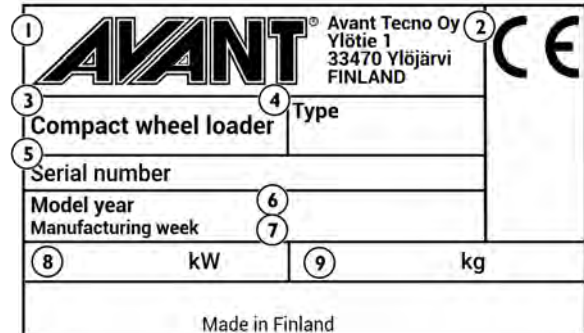 1 AVANT® Avant Tecno Oy 2 CE
Ylötie 1
33470 Ylöjärvi
FINLAND
3 Compact wheel loader 4 Type
5 Serial number
Model year 6
Manufacturing week 7
8 kW 9 kg
Made in Finland